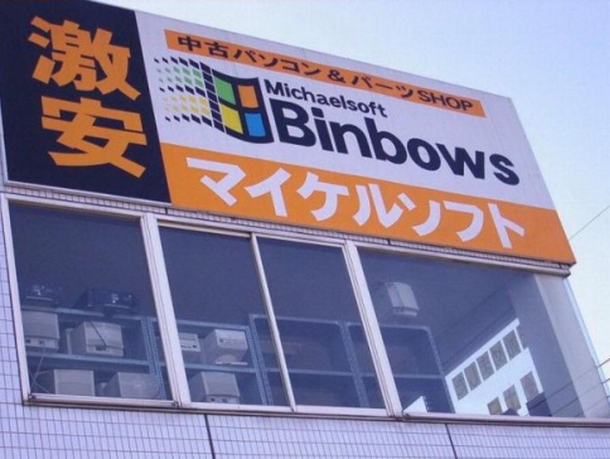 激安
中古パソコン&パーツSHOP
Michaelsoft
Binbows
マイケルソフト